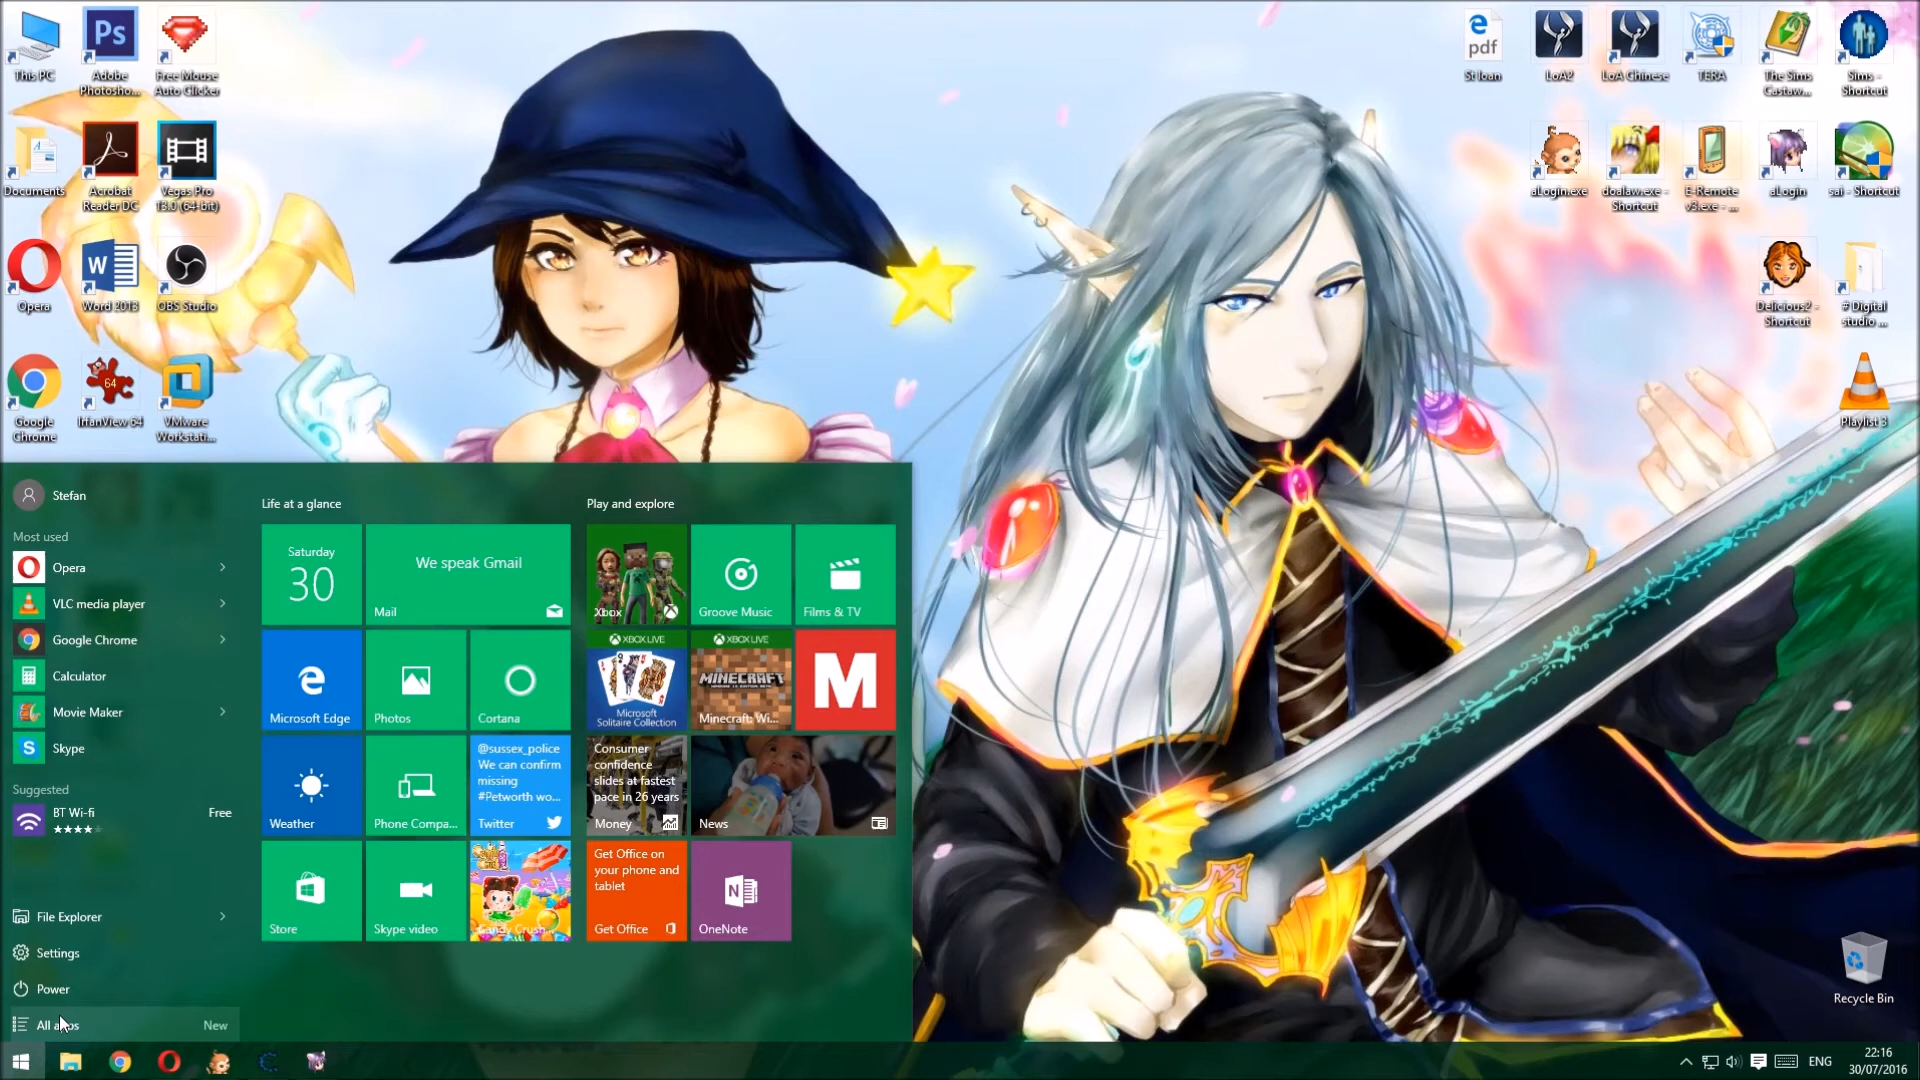 This PC
Adobe
Photosho...
Free Mouse
Auto Clicker
Documents
Acrobat
Reader DC
Vegas Pro
13.0 (64-bit)
Opera
Word 2013
OBS Studio
Google
Chrome
64
IrfanView 64
VMware
Workstati...
Ps
W
pdf
St loan
LoA2
LoA Chinese
TERA
The Sims
Castaw...
Sims -
Shortcut
aLogin.exe
doalaw.exe -
Shortcut
E-Remote
v3.exe - ...
aLogin
sai - Shortcut
Delicious2 -
Shortcut
# Digital
studio ...
Playlist 3
Recycle Bin
Stefan
Most used
Opera
VLC media player
Google Chrome
Calculator
Movie Maker
Skype
Suggested
BT Wi-fi
Free
File Explorer
Settings
Power
New
Life at a glance
Saturday
30
We speak Gmail
Mail
Microsoft Edge
Photos
Cortana
Weather
Phone Compa...
@sussex_police
We can confirm
missing
#Petworth wo...
Twitter
Store
Skype video
Candy Crush...
Play and explore
Xbox
Groove Music
Films & TV
XBOX LIVE
Microsoft
Solitaire Collection
XBOX LIVE
MINECRAFT
Minecraft: Wi...
M
Consumer
confidence
slides at fastest
pace in 26 years
Money
News
Get Office on
your phone and
tablet
Get Office
N
OneNote
ENG
22:16
30/07/2016